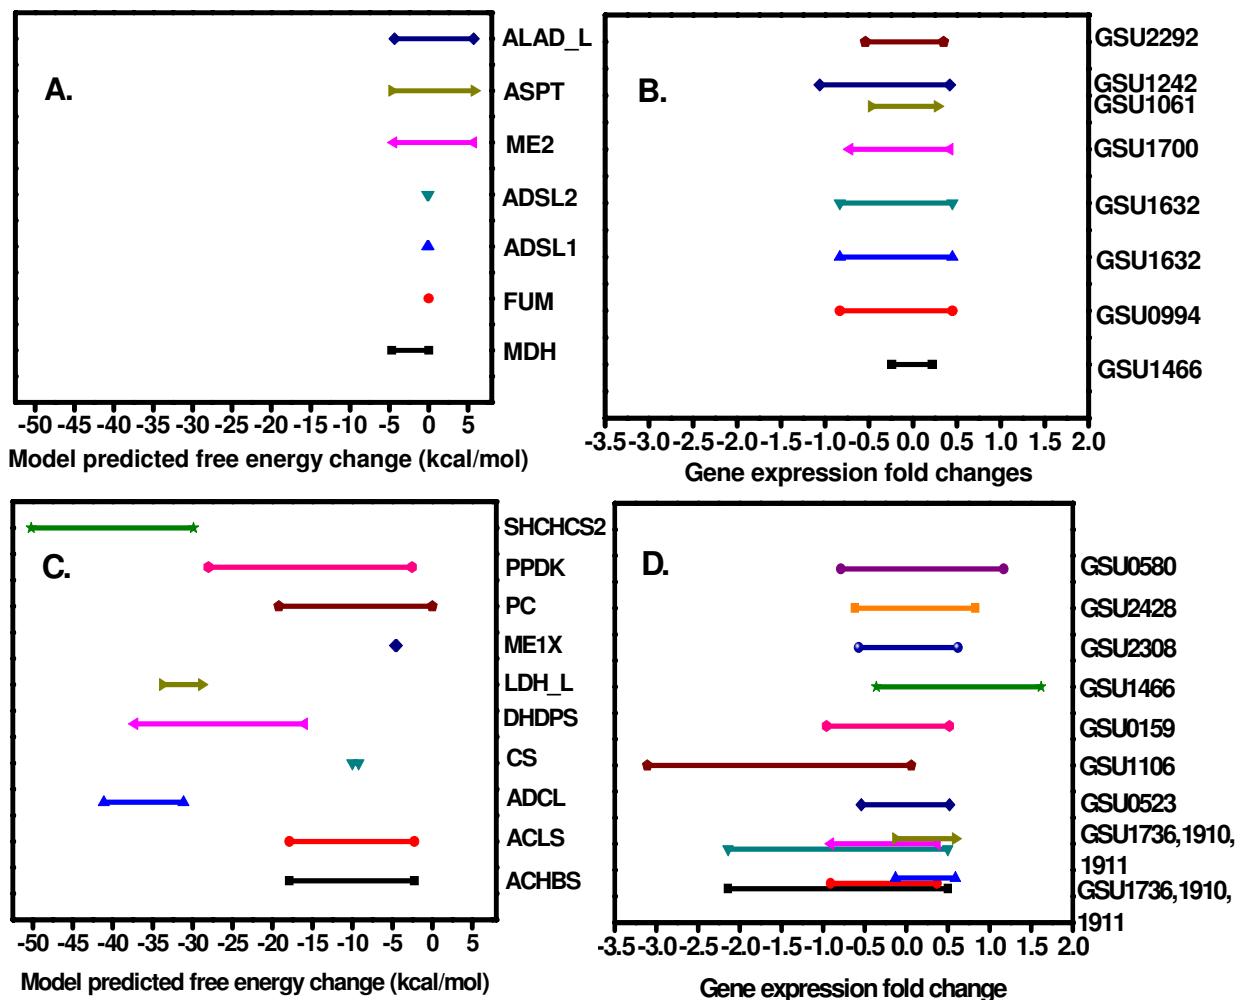 A.
ALAD_L
ASPT
ME2
ADSL2
ADSL1
FUM
MDH
-50 -45 -40 -35 -30 -25 -20 -15 -10 -5 0 5
Model predicted free energy change (kcal/mol)
B.
GSU2292
GSU1242
GSU1061
GSU1700
GSU1632
GSU1632
GSU0994
GSU1466
-3.5 -3.0 -2.5 -2.0 -1.5 -1.0 -0.5 0.0 0.5 1.0 1.5 2.0
Gene expression fold changes
C.
SHCHCS2
PPDK
PC
ME1X
LDH_L
DHDPS
CS
ADCL
ACLS
ACHBS
-50 -45 -40 -35 -30 -25 -20 -15 -10 -5 0
Model predicted free energy change (kcal/mol)
D.
GSU0580
GSU2428
GSU2308
GSU1466
GSU0159
GSU1106
GSU0523
GSU1736,1910,
1911
GSU1736,1910,
1911
-3.5 -3.0 -2.5 -2.0 -1.5 -1.0 -0.5 0.0 0.5 1.0 1.5 2.0
Gene expression fold change